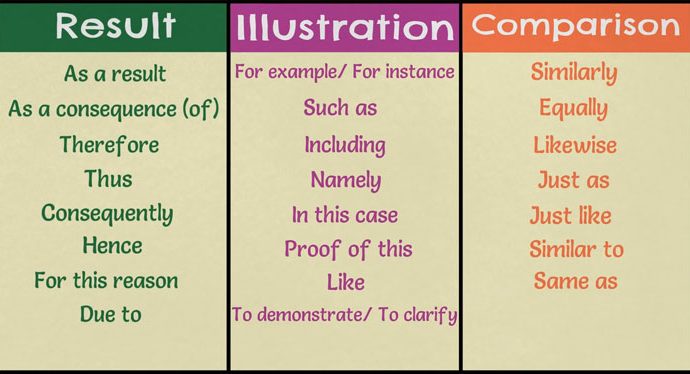 Result
As a result
As a consequence (of)
Therefore
Thus
Consequently
Hence
For this reason
Due to
Illustration
For example/ For instance
Such as
Including
Namely
In this case
Proof of this
Like
To demonstrate/ To clarify
Comparison
Similarly
Equally
Likewise
Just as
Just like
Similar to
Same as